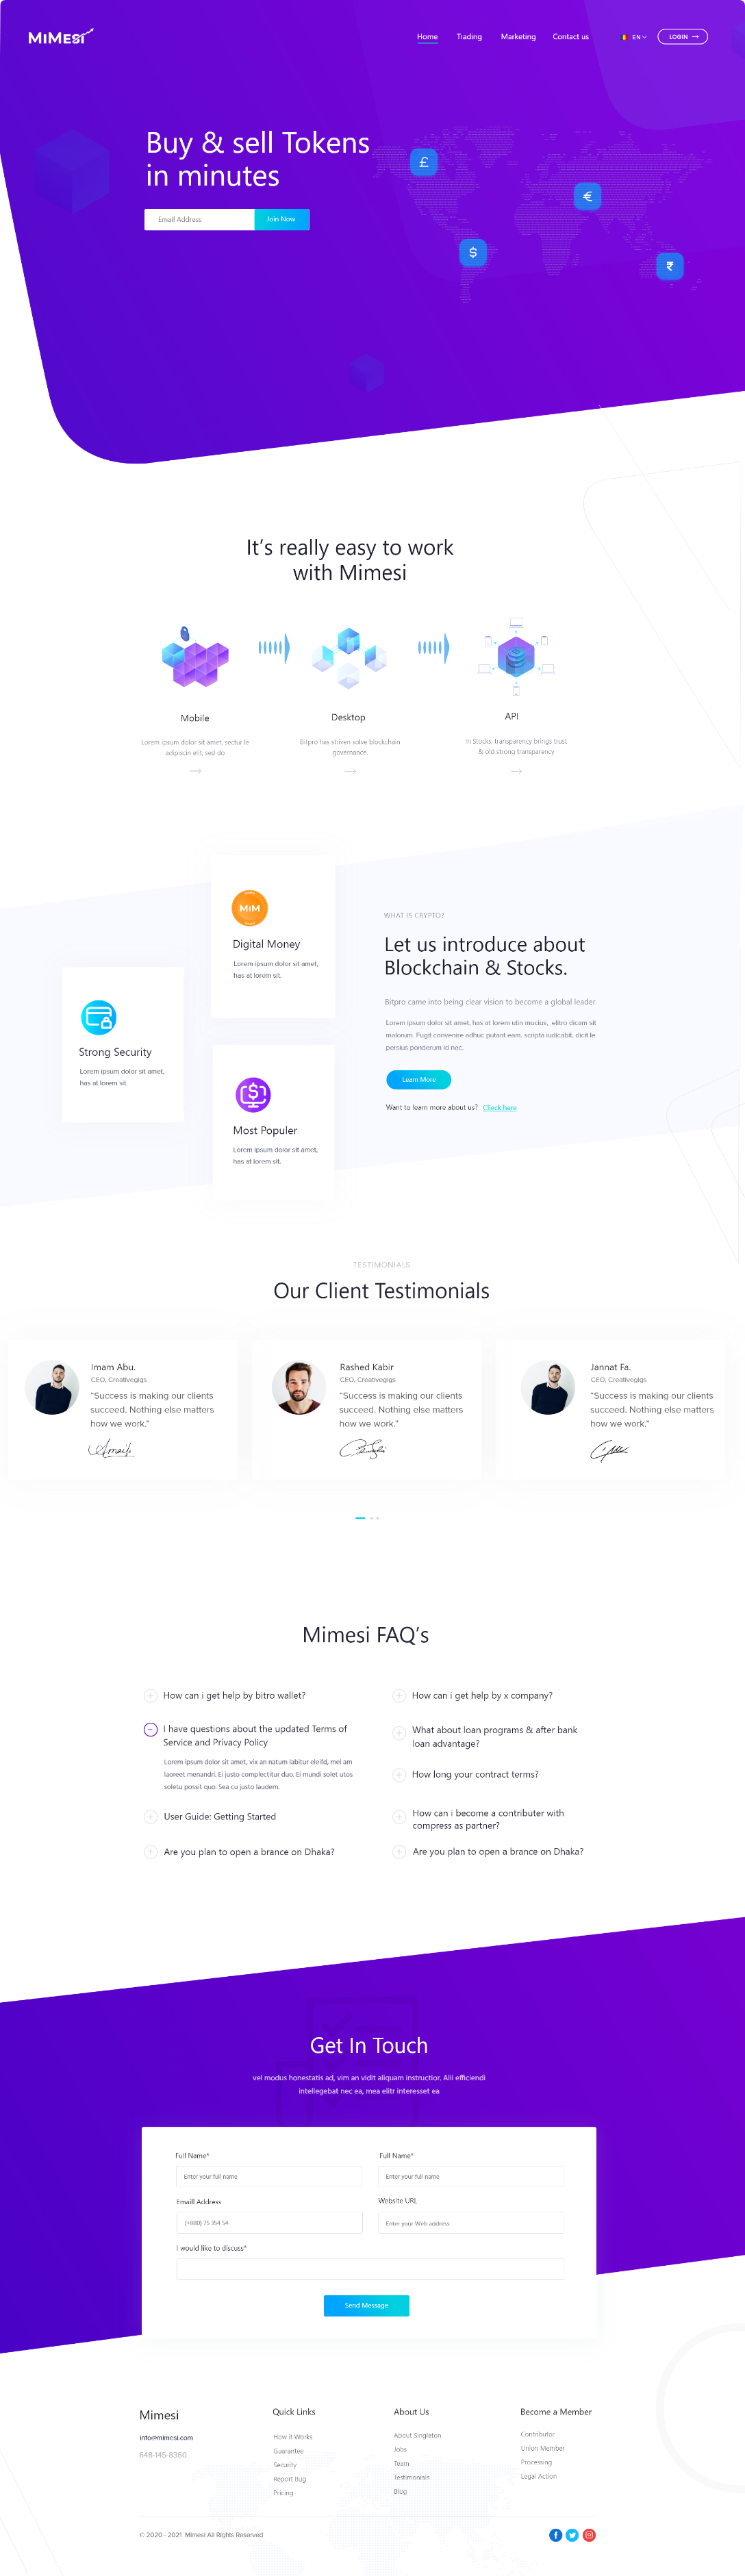 MiMesi
Home
Trading
Marketing
Contact us
EN
LOGIN
Buy & sell Tokens
in minutes
Email Address
Join Now
£
€
$
₹
It's really easy to work
with Mimesi
Mobile
Lorem ipsum dolor sit amet, sectur le
adipiscin elit, sed do
Desktop
Bitpro has striven solve blockchain
governance.
API
In Stocks, transparency brings trust
& old strong transparency
MIM
Digital Money
Lorem ipsum dolor sit amet,
has at lorem sit.
Strong Security
Lorem ipsum dolor sit amet,
has at lorem sit.
Most Populer
Lorem ipsum dolor sit amet,
has at lorem sit.
WHAT IS CRYPTO?
Let us introduce about
Blockchain & Stocks.
Bitpro came into being clear vision to become a global leader
Lorem ipsum dolor sit amet, has at lorem utin mucius, elitro dicam sit
malorum. Fugit convenire adhuc putant eam. scripta iudicabit, dicit le
persius ponderum id nec.
Learn More
Want to learn more about us? Clieck here
TESTIMONIALS
Our Client Testimonials
Imam Abu.
CEO, Creativegigs
“Success is making our clients
succeed. Nothing else matters
how we work.”
Rashed Kabir
CEO, Creativegigs
“Success is making our clients
succeed. Nothing else matters
how we work.”
Jannat Fa.
CEO, Creativegigs
“Success is making our clients
succeed. Nothing else matters
how we work.”
Mimesi FAQ's
How can i get help by bitro wallet?
I have questions about the updated Terms of
Service and Privacy Policy
Lorem ipsum dolor sit amet, vix an natum labitur eleifd, mel am
laoreet menandri. Ei justo complectitur duo. Ei mundi solet utos
soletu possit quo. Sea cu justo laudem.
User Guide: Getting Started
Are you plan to open a brance on Dhaka?
How can i get help by x company?
What about loan programs & after bank
loan advantage?
How long your contract terms?
How can i become a contributer with
compress as partner?
Are you plan to open a brance on Dhaka?
Get In Touch
vel modus honestatis ad, vim an vidit aliquam instructior. Alii efficiendi
intellegebat nec ea, mea elitr interesset ea
Full Name*
Enter your full name
Full Name*
Enter your full name
Emaill Address
(+880) 75 354 54
Website URL
Enter your Web address
I would like to discuss*
Send Message
Mimesi
info@mimesi.com
648-145-8360
Quick Links
How it Works
Guarantee
Security
Report Bug
Pricing
About Us
About Singleton
Jobs
Team
Testimonials
Blog
Become a Member
Contributor
Union Member
Processing
Legal Action
© 2020 - 2021 Mimesi All Rights Reserved